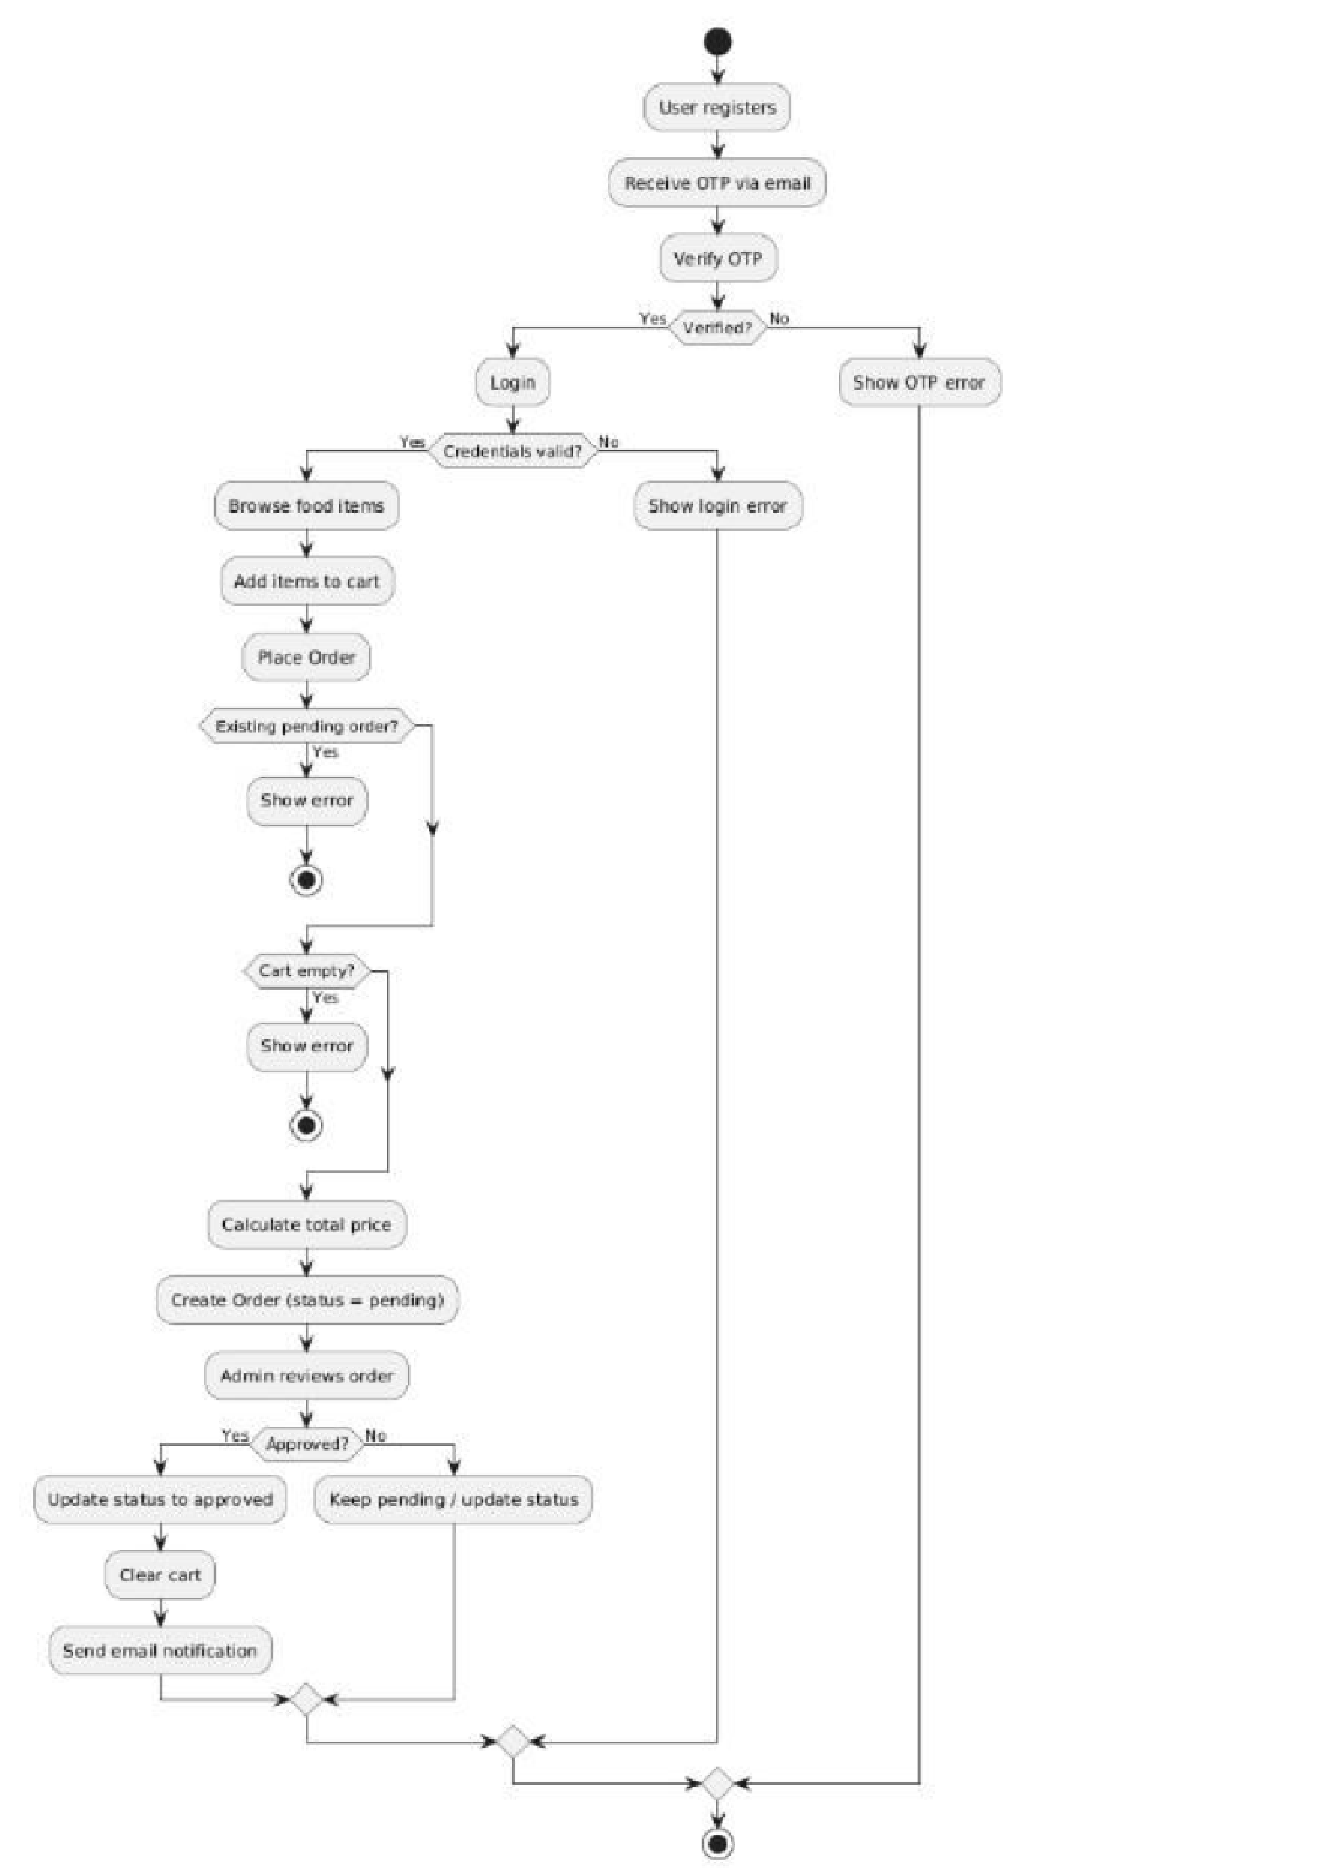 User registers
Receive OTP via email
Verify OTP
Yes
Verified?
No
Login
Show OTP error
Yes
Credentials valid?
No
Browse food items
Show login error
Add items to cart
Place Order
Existing pending order?
Yes
Show error
Cart empty?
Yes
Show error
Calculate total price
Create Order (status = pending)
Admin reviews order
Yes
Approved?
No
Update status to approved
Keep pending / update status
Clear cart
Send email notification